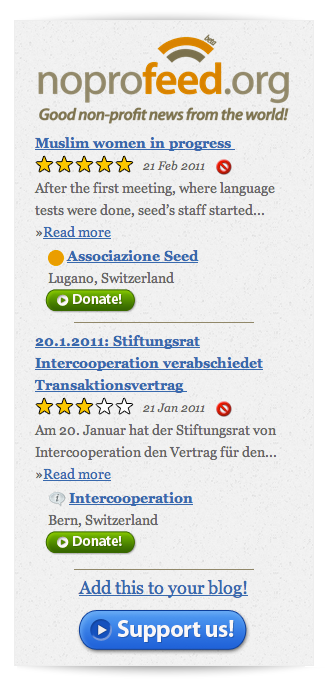 beta
noprofeed.org
Good non-profit news from the world!
Muslim women in progress
21 Feb 2011
After the first meeting, where language
tests were done, seed's staff started...
»Read more
Associazione Seed
Lugano, Switzerland
Donate!
20.1.2011: Stiftungsrat
Intercooperation verabschiedet
Transaktionsvertrag
21 Jan 2011
Am 20. Januar hat der Stiftungsrat von
Intercooperation den Vertrag für den...
»Read more
i Intercooperation
Bern, Switzerland
Donate!
Add this to your blog!
Support us!